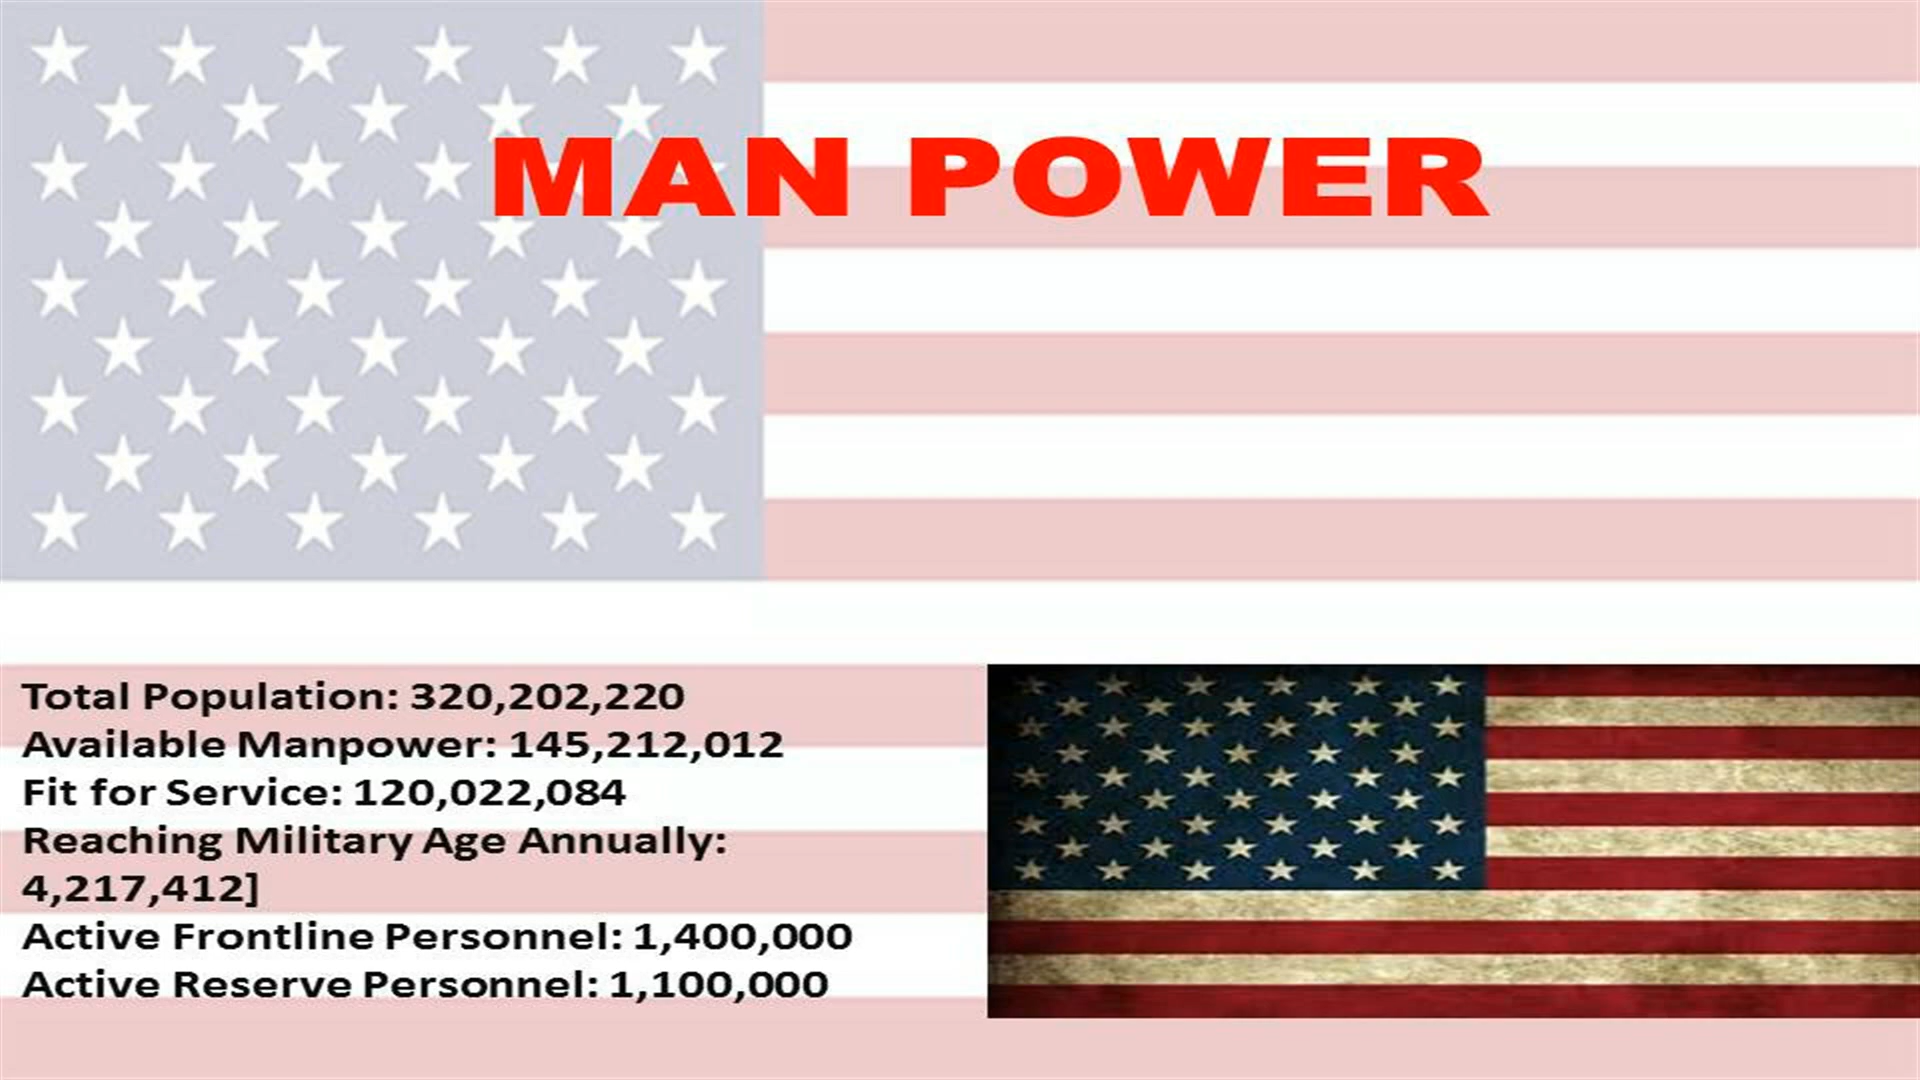 MAN POWER
Total Population: 320,202,220
Available Manpower: 145,212,012
Fit for Service: 120,022,084
Reaching Military Age Annually:
4,217,412]
Active Frontline Personnel: 1,400,000
Active Reserve Personnel: 1,100,000